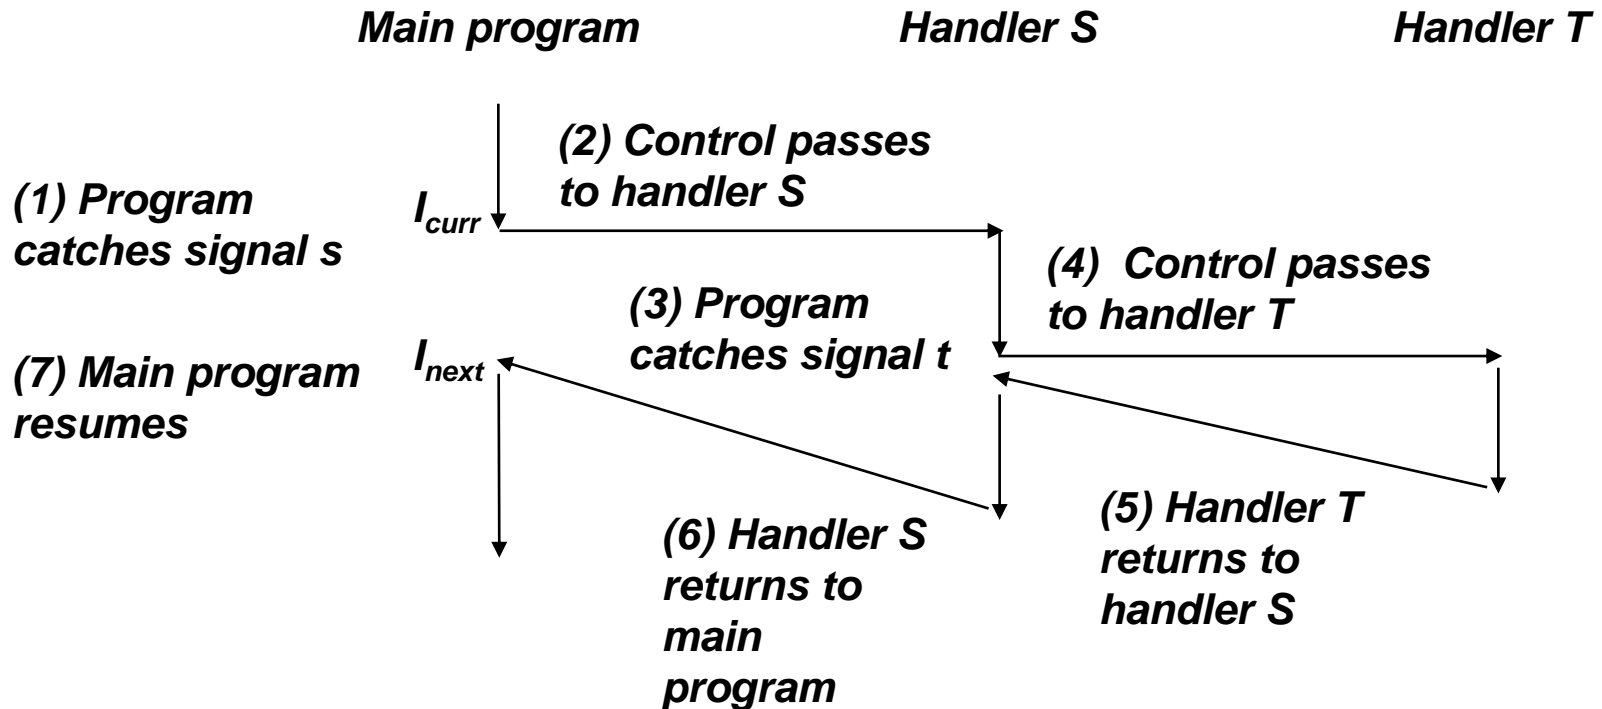 Main program
Handler S
Handler T
(1) Program
catches signal s
I_curr
(2) Control passes
to handler S
(3) Program
catches signal t
(4)  Control passes
to handler T
(5) Handler T
returns to
handler S
(6) Handler S
returns to
main
program
(7) Main program
resumes
I_next